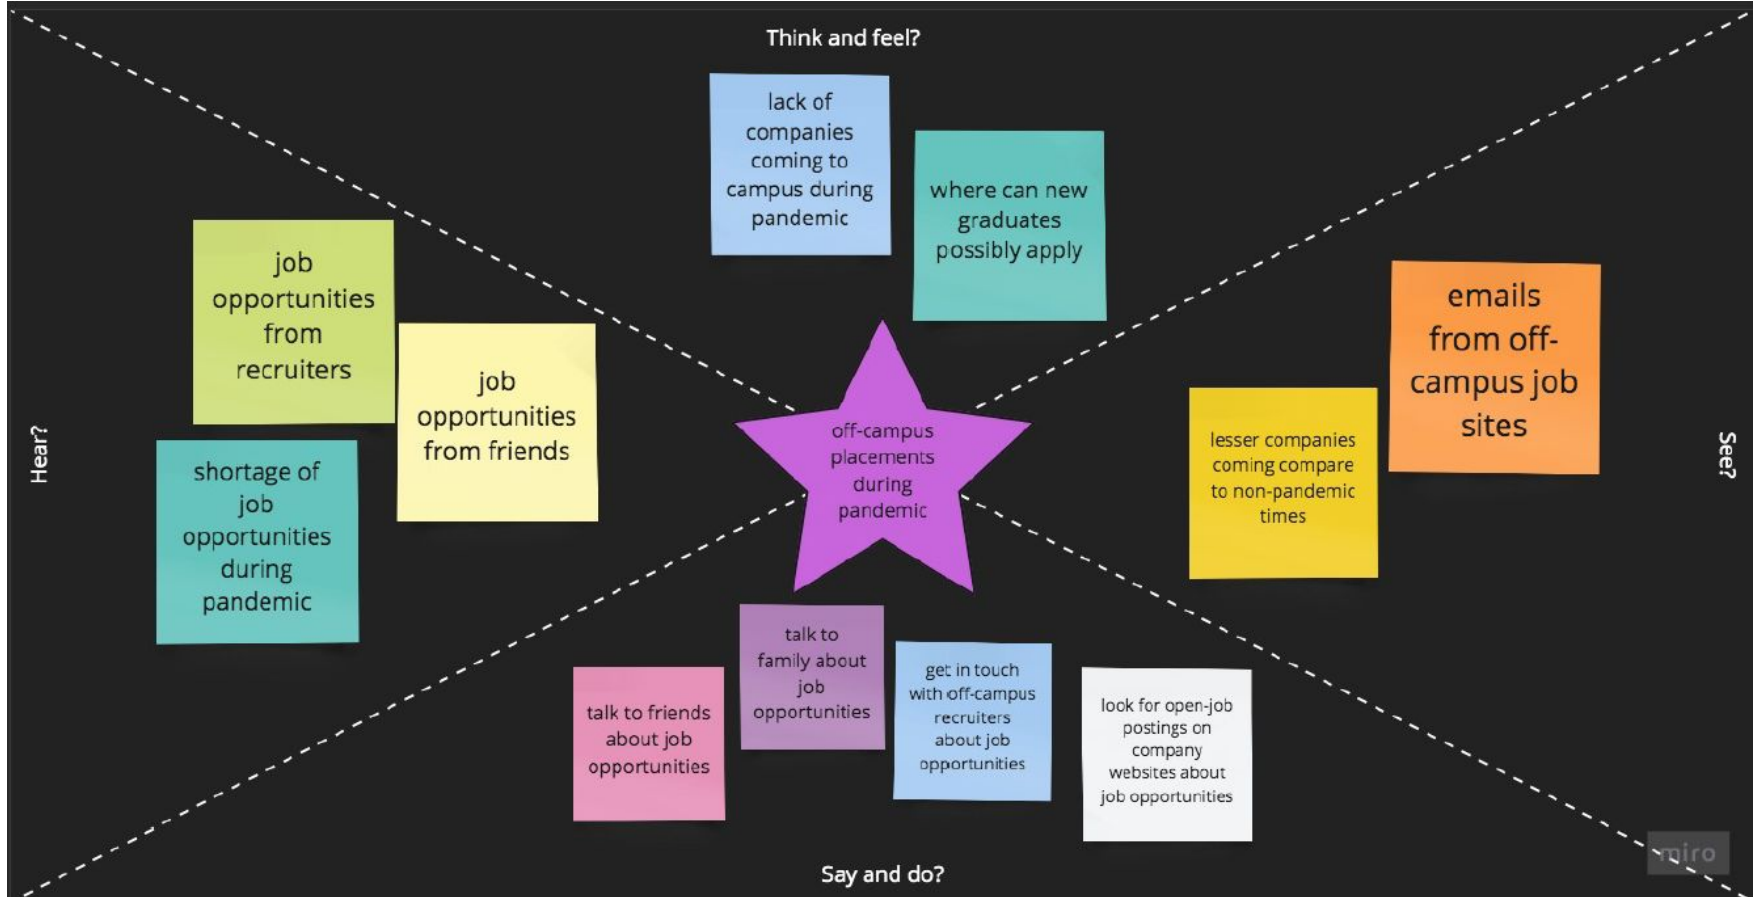 Think and feel?
lack of
companies
coming to
campus during
pandemic
where can new
graduates
possibly apply
Hear?
job
opportunities
from
recruiters
job
opportunities
from friends
shortage of
job
opportunities
during
pandemic
off-campus
placements
during
pandemic
See?
emails
from off-
campus job
sites
lesser companies
coming compare
to non-pandemic
times
talk to friends
about job
opportunities
talk to
family about
job
opportunities
get in touch
with off-campus
recruiters
about job
opportunities
look for open-job
postings on
company
websites about
job opportunities
Say and do?
miro